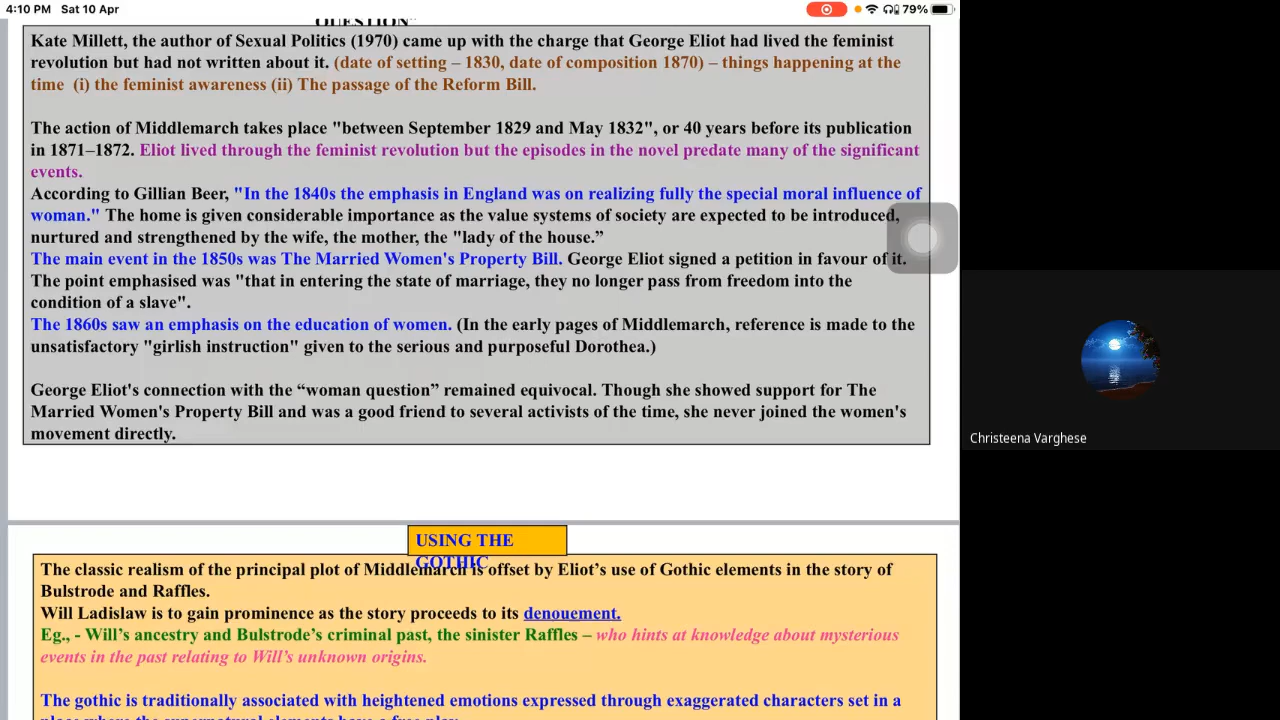 4:10 PM Sat 10 Apr
79%
QUESTION"
Kate Millett, the author of Sexual Politics (1970) came up with the charge that George Eliot had lived the feminist
revolution but had not written about it. (date of setting – 1830, date of composition 1870) – things happening at the
time (i) the feminist awareness (ii) The passage of the Reform Bill.
The action of Middlemarch takes place "between September 1829 and May 1832", or 40 years before its publication
in 1871–1872. Eliot lived through the feminist revolution but the episodes in the novel predate many of the significant
events.
According to Gillian Beer, "In the 1840s the emphasis in England was on realizing fully the special moral influence of
woman." The home is given considerable importance as the value systems of society are expected to be introduced,
nurtured and strengthened by the wife, the mother, the "lady of the house.”
The main event in the 1850s was The Married Women's Property Bill. George Eliot signed a petition in favour of it.
The point emphasised was "that in entering the state of marriage, they no longer pass from freedom into the
condition of a slave".
The 1860s saw an emphasis on the education of women. (In the early pages of Middlemarch, reference is made to the
unsatisfactory "girlish instruction" given to the serious and purposeful Dorothea.)
George Eliot's connection with the “woman question” remained equivocal. Though she showed support for The
Married Women's Property Bill and was a good friend to several activists of the time, she never joined the women's
movement directly.
Christeena Varghese
USING THE
GOTHIC
The classic realism of the principal plot of Middlemarch is offset by Eliot’s use of Gothic elements in the story of
Bulstrode and Raffles.
Will Ladislaw is to gain prominence as the story proceeds to its denouement.
Eg., - Will’s ancestry and Bulstrode’s criminal past, the sinister Raffles – who hints at knowledge about mysterious
events in the past relating to Will’s unknown origins.
The gothic is traditionally associated with heightened emotions expressed through exaggerated characters set in a
place where the supernatural elements have a free play.